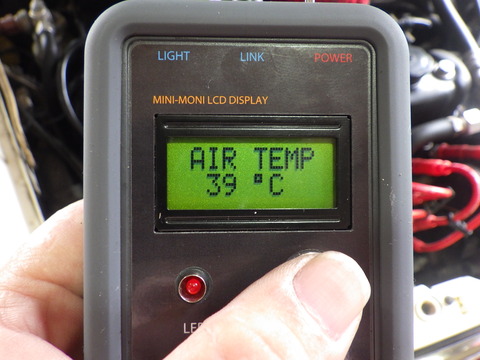 LIGHT LINK POWER
MINI-MONI LCD DISPLAY
AIR TEMP
39 °C